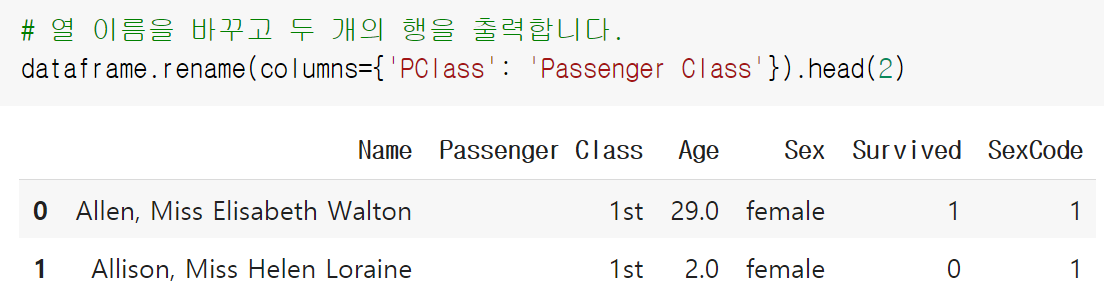 # 열 이름을 바꾸고 두 개의 행을 출력합니다.
dataframe.rename(columns={'PClass': 'Passenger Class'}).head(2)
Name Passenger Class Age Sex Survived SexCode
0 Allen, Miss Elisabeth Walton 1st 29.0 female 1 1
1 Allison, Miss Helen Loraine 1st 2.0 female 0 1